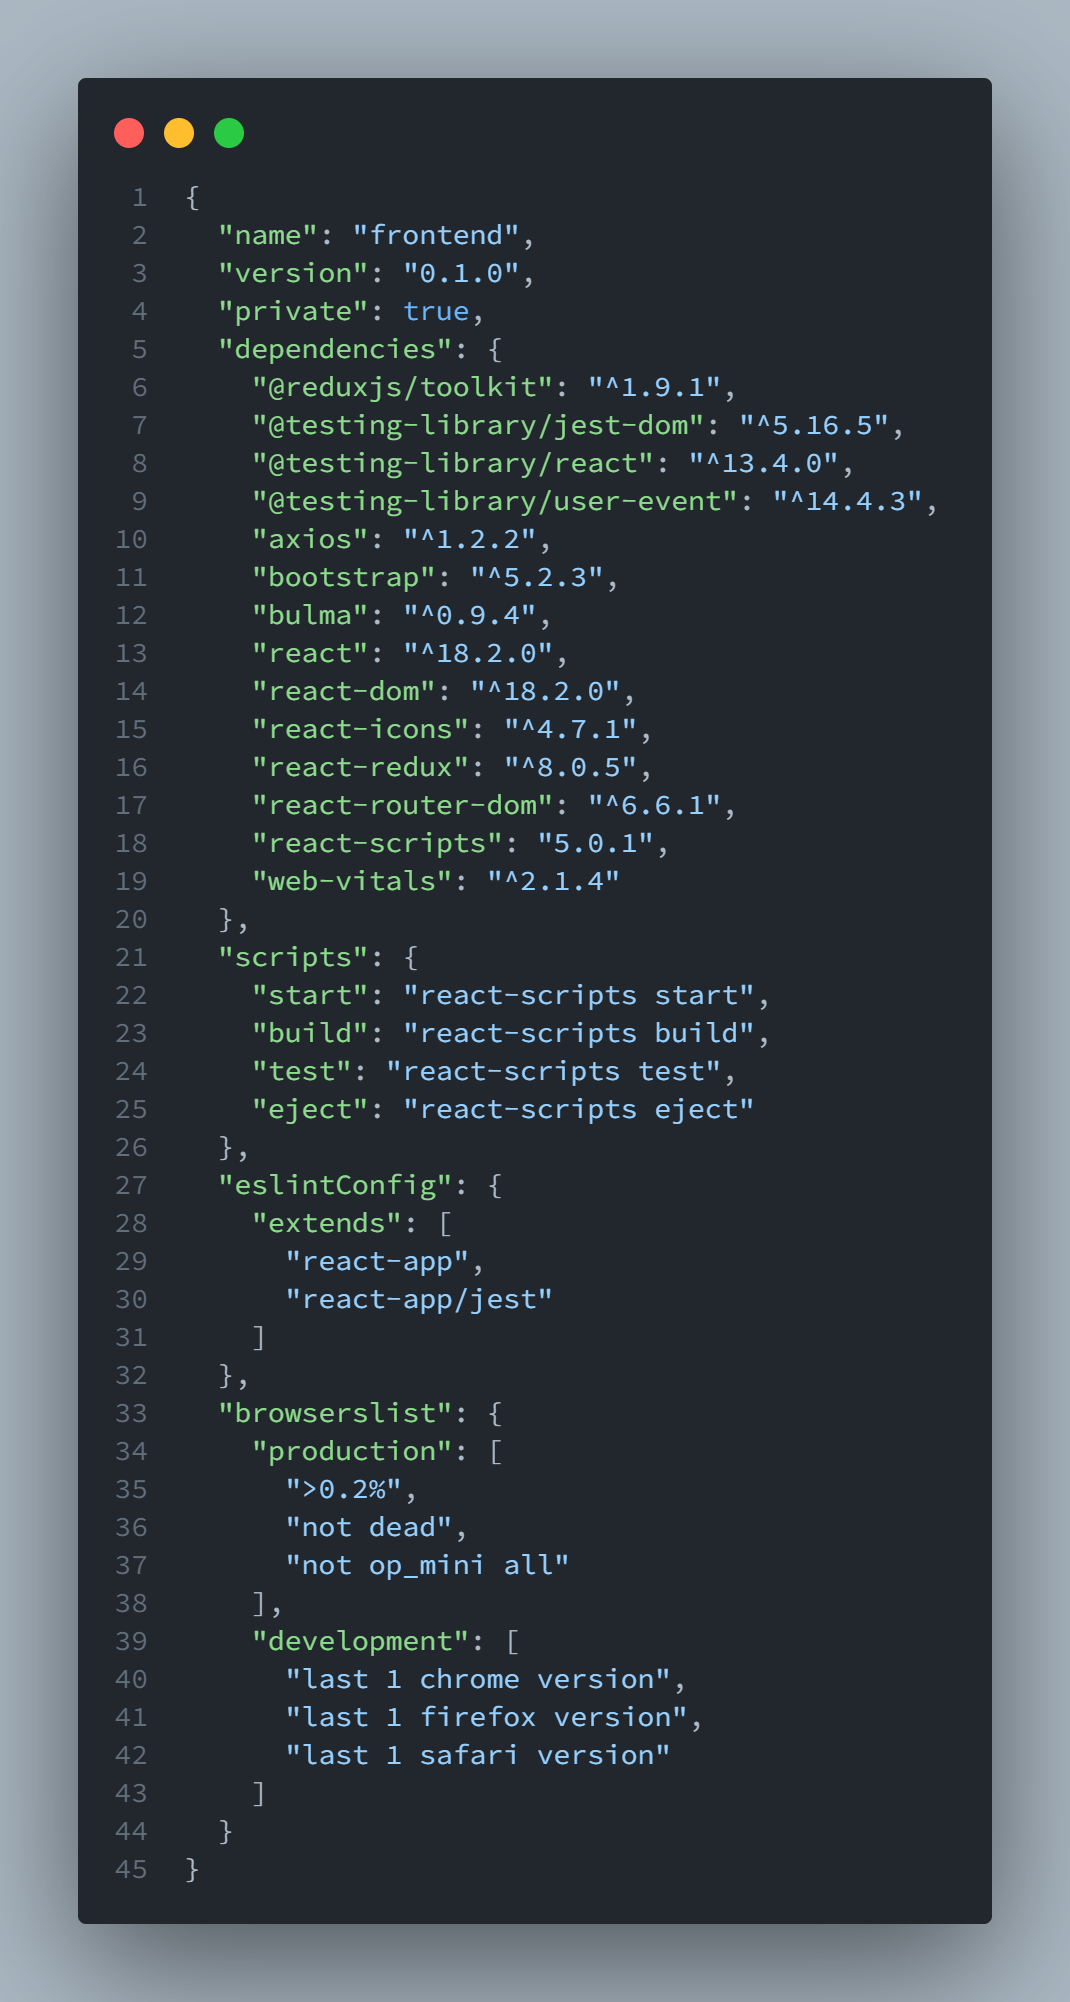 1 {
2   "name": "frontend",
3   "version": "0.1.0",
4   "private": true,
5   "dependencies": {
6     "@reduxjs/toolkit": "^1.9.1",
7     "@testing-library/jest-dom": "^5.16.5",
8     "@testing-library/react": "^13.4.0",
9     "@testing-library/user-event": "^14.4.3",
10     "axios": "^1.2.2",
11     "bootstrap": "^5.2.3",
12     "bulma": "^0.9.4",
13     "react": "^18.2.0",
14     "react-dom": "^18.2.0",
15     "react-icons": "^4.7.1",
16     "react-redux": "^8.0.5",
17     "react-router-dom": "^6.6.1",
18     "react-scripts": "5.0.1",
19     "web-vitals": "^2.1.4"
20   },
21   "scripts": {
22     "start": "react-scripts start",
23     "build": "react-scripts build",
24     "test": "react-scripts test",
25     "eject": "react-scripts eject"
26   },
27   "eslintConfig": {
28     "extends": [
29       "react-app",
30       "react-app/jest"
31     ]
32   },
33   "browserslist": {
34     "production": [
35       ">0.2%",
36       "not dead",
37       "not op_mini all"
38     ],
39     "development": [
40       "last 1 chrome version",
41       "last 1 firefox version",
42       "last 1 safari version"
43     ]
44   }
45 }